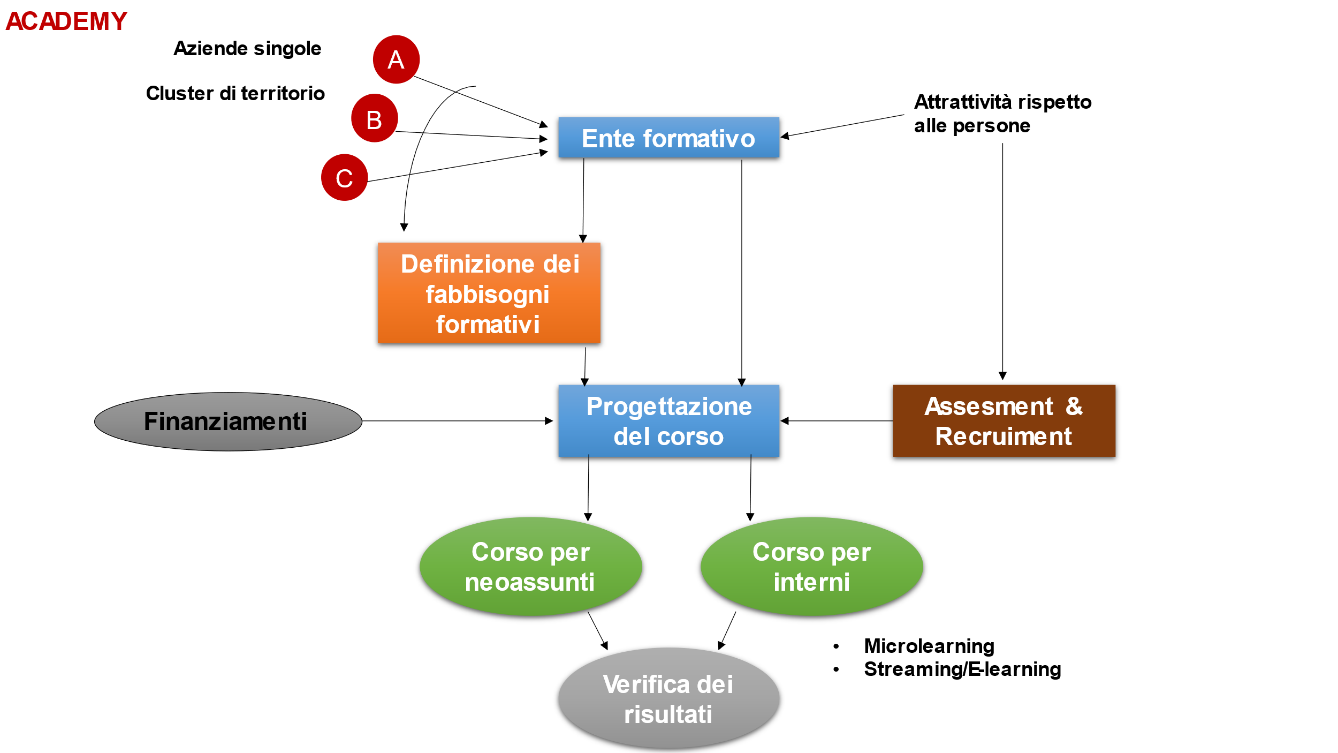 ACADEMY
Aziende singole
A
Cluster di territorio
B
C
Ente formativo
Attrattività rispetto
alle persone
Definizione dei
fabbisogni
formativi
Finanziamenti
Progettazione
del corso
Assesment & 
Recruiment
Corso per
neoassunti
Corso per
interni
• Microlearning
• Streaming/E-learning
Verifica dei
risultati